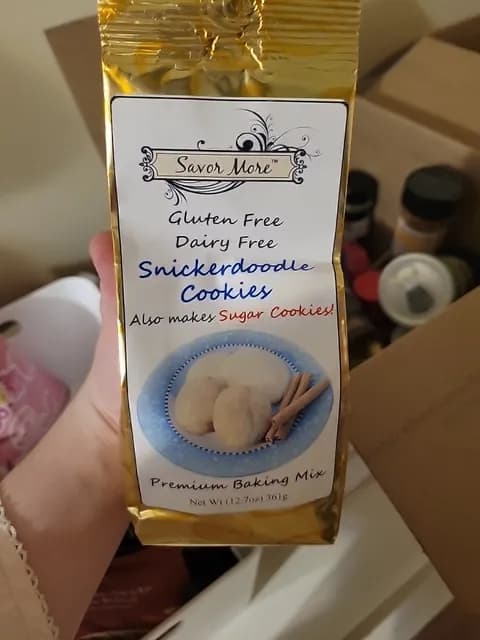 Savor More™
Gluten Free
Dairy Free
Snickerdoodle
Cookies
Also makes Sugar Cookies!
Premium Baking Mix
Net Wt (12.7oz) 361g